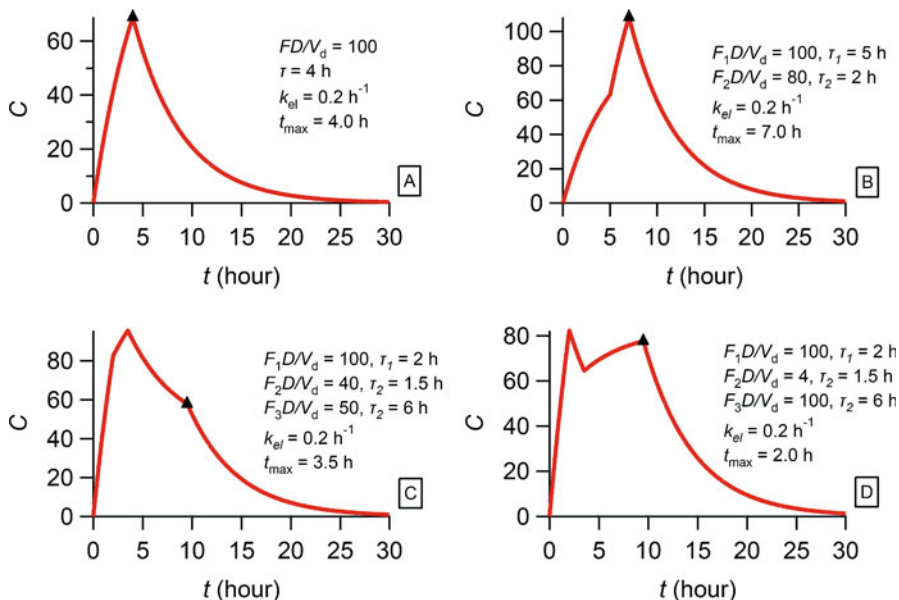 60
40
20
0
C
FD/Vd = 100
τ = 4 h
kel = 0.2 h⁻¹
tmax = 4.0 h
A
0 5 10 15 20 25 30
t (hour)
100
80
60
40
20
0
C
F₁D/Vd = 100, τ₁ = 5 h
F₂D/Vd = 80, τ₂ = 2 h
kel = 0.2 h⁻¹
tmax = 7.0 h
B
0 5 10 15 20 25 30
t (hour)
80
60
40
20
0
C
F₁D/Vd = 100, τ₁ = 2 h
F₂D/Vd = 40, τ₂ = 1.5 h
F₃D/Vd = 50, τ₂ = 6 h
kel = 0.2 h⁻¹
tmax = 3.5 h
C
0 5 10 15 20 25 30
t (hour)
80
60
40
20
0
C
F₁D/Vd = 100, τ₁ = 2 h
F₂D/Vd = 4, τ₂ = 1.5 h
F₃D/Vd = 100, τ₂ = 6 h
kel = 0.2 h⁻¹
tmax = 2.0 h
D
0 5 10 15 20 25 30
t (hour)